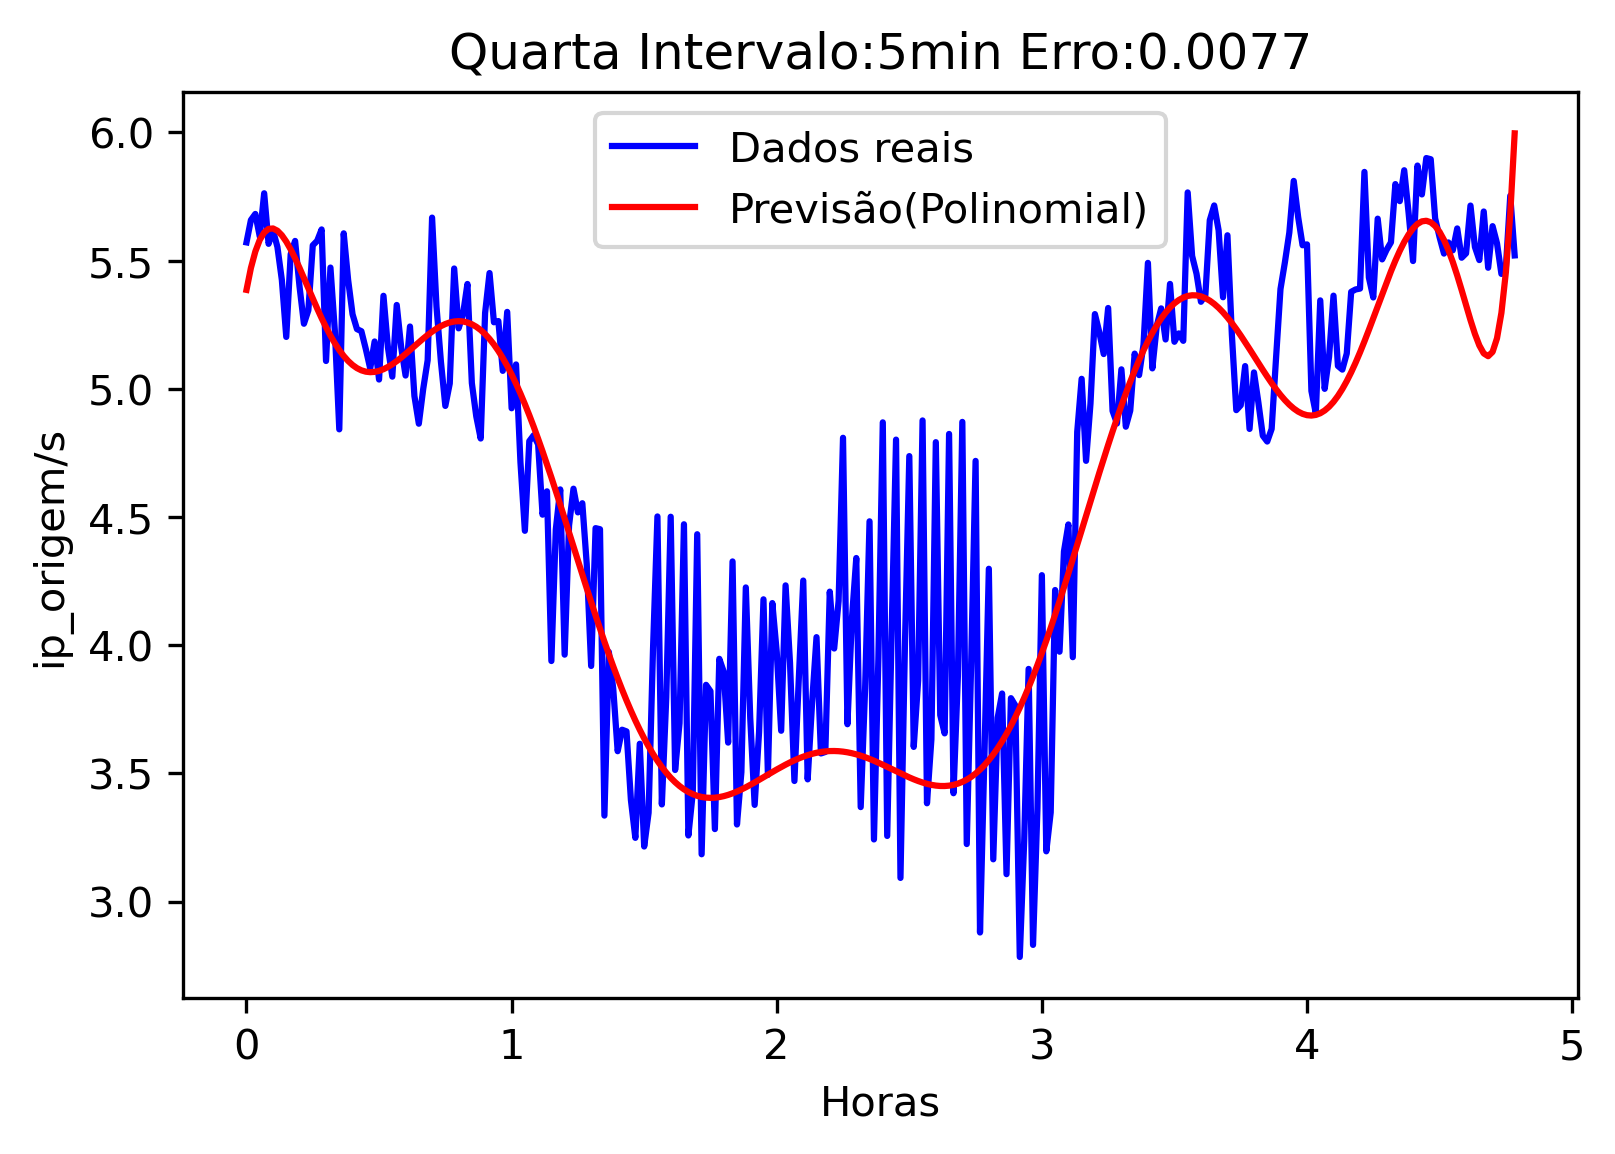 Quarta Intervalo:5min Erro:0.0077
Dados reais
Previsão(Polinomial)
ip_origem/s
6.0
5.5
5.0
4.5
4.0
3.5
3.0
0 1 2 3 4 5
Horas